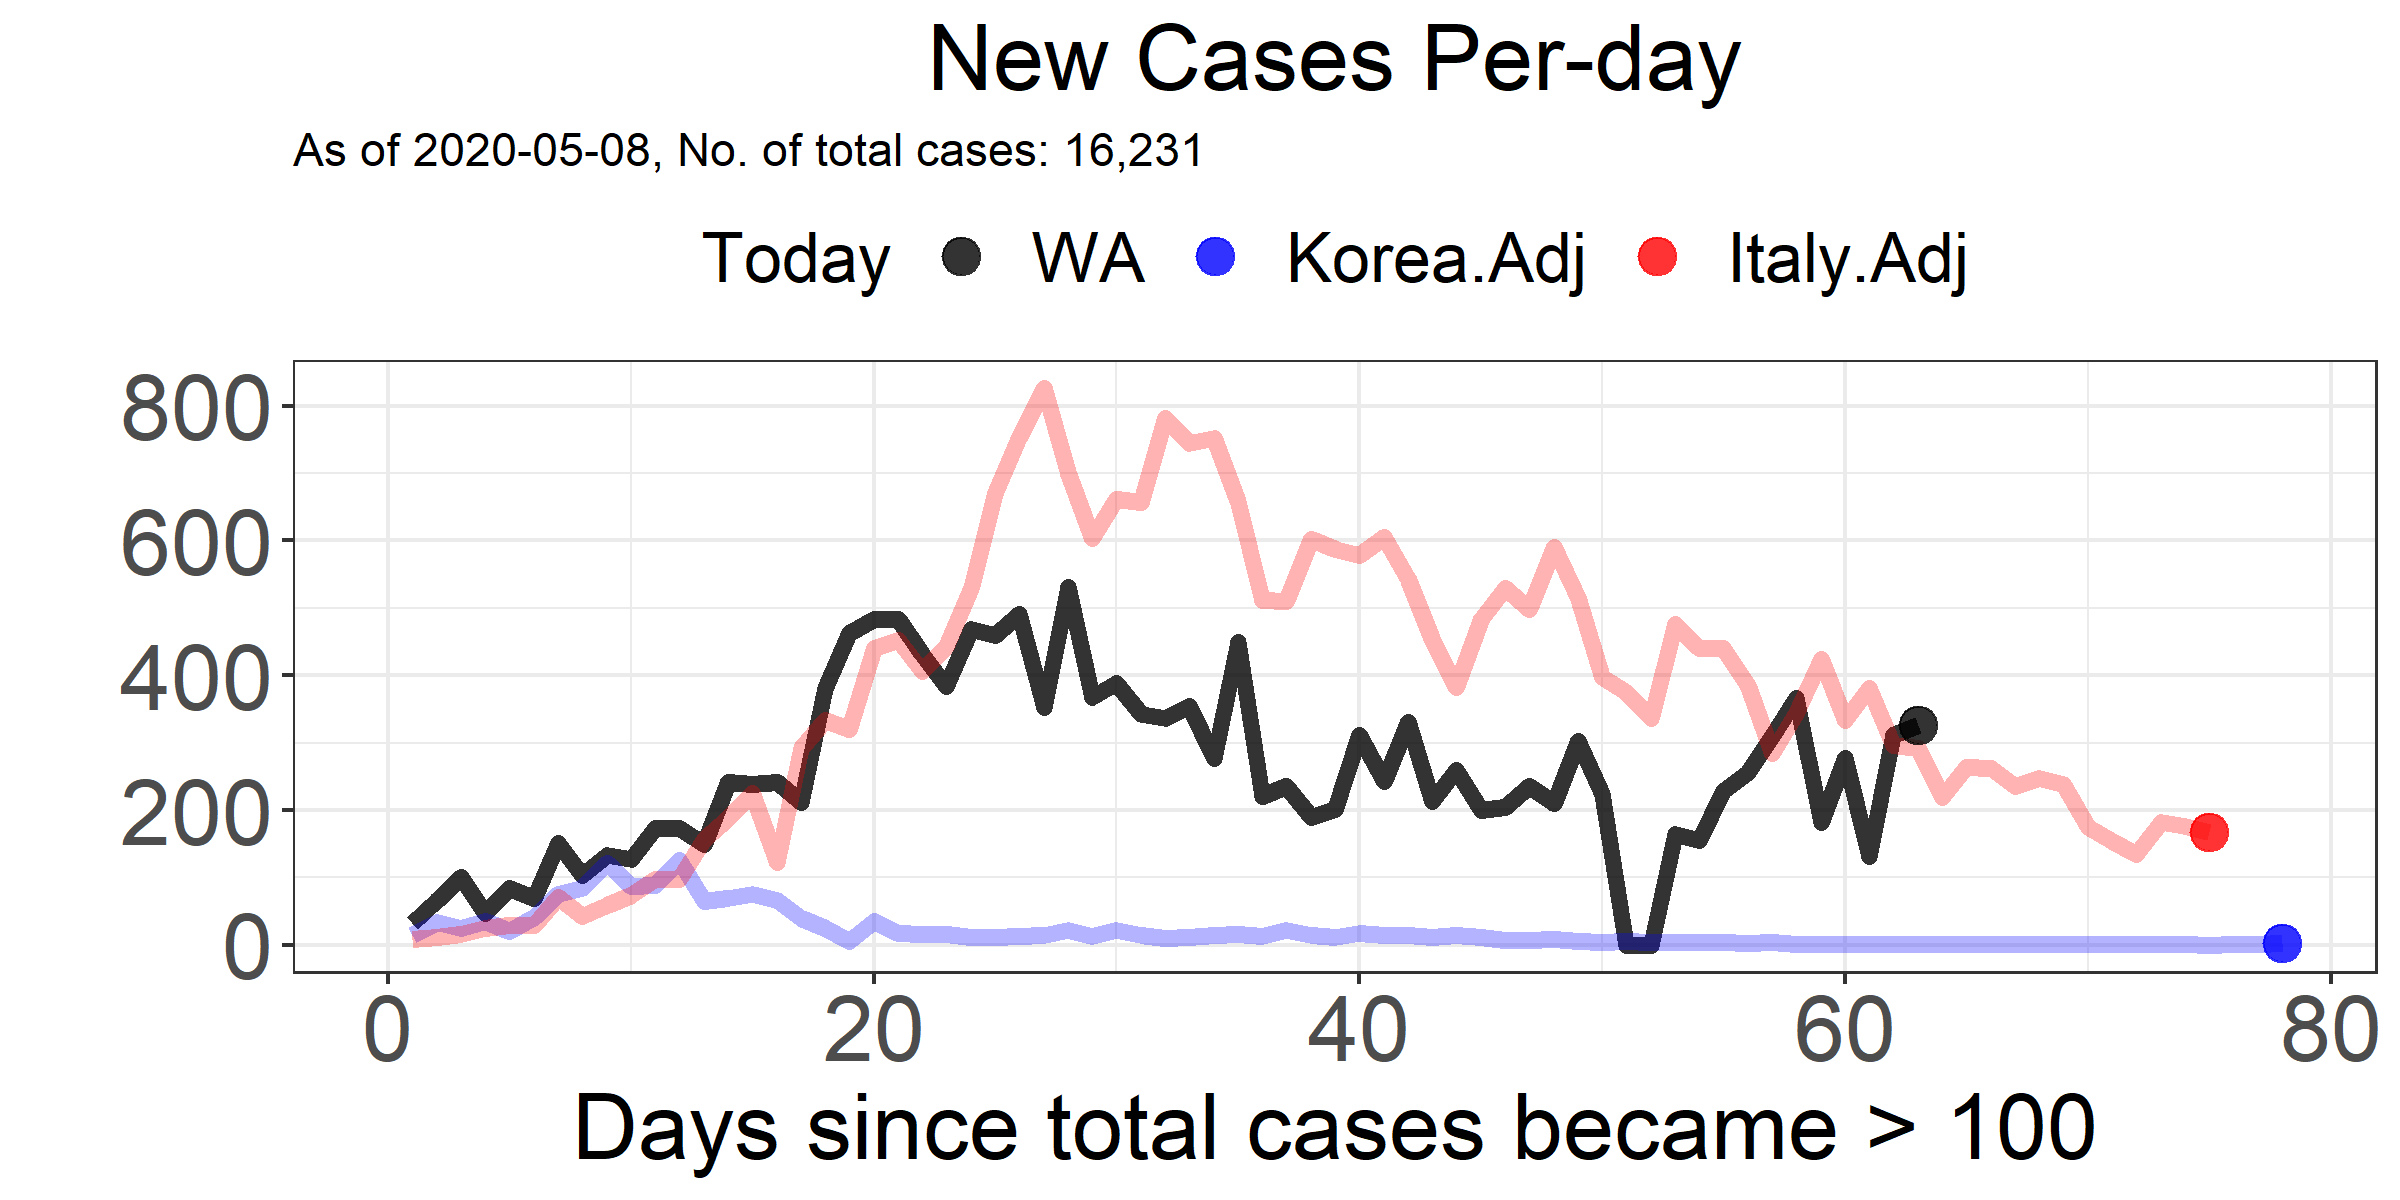 New Cases Per-day
As of 2020-05-08, No. of total cases: 16,231
Today WA Korea.Adj Italy.Adj
800
600
400
200
0
0 20 40 60 80
Days since total cases became > 100